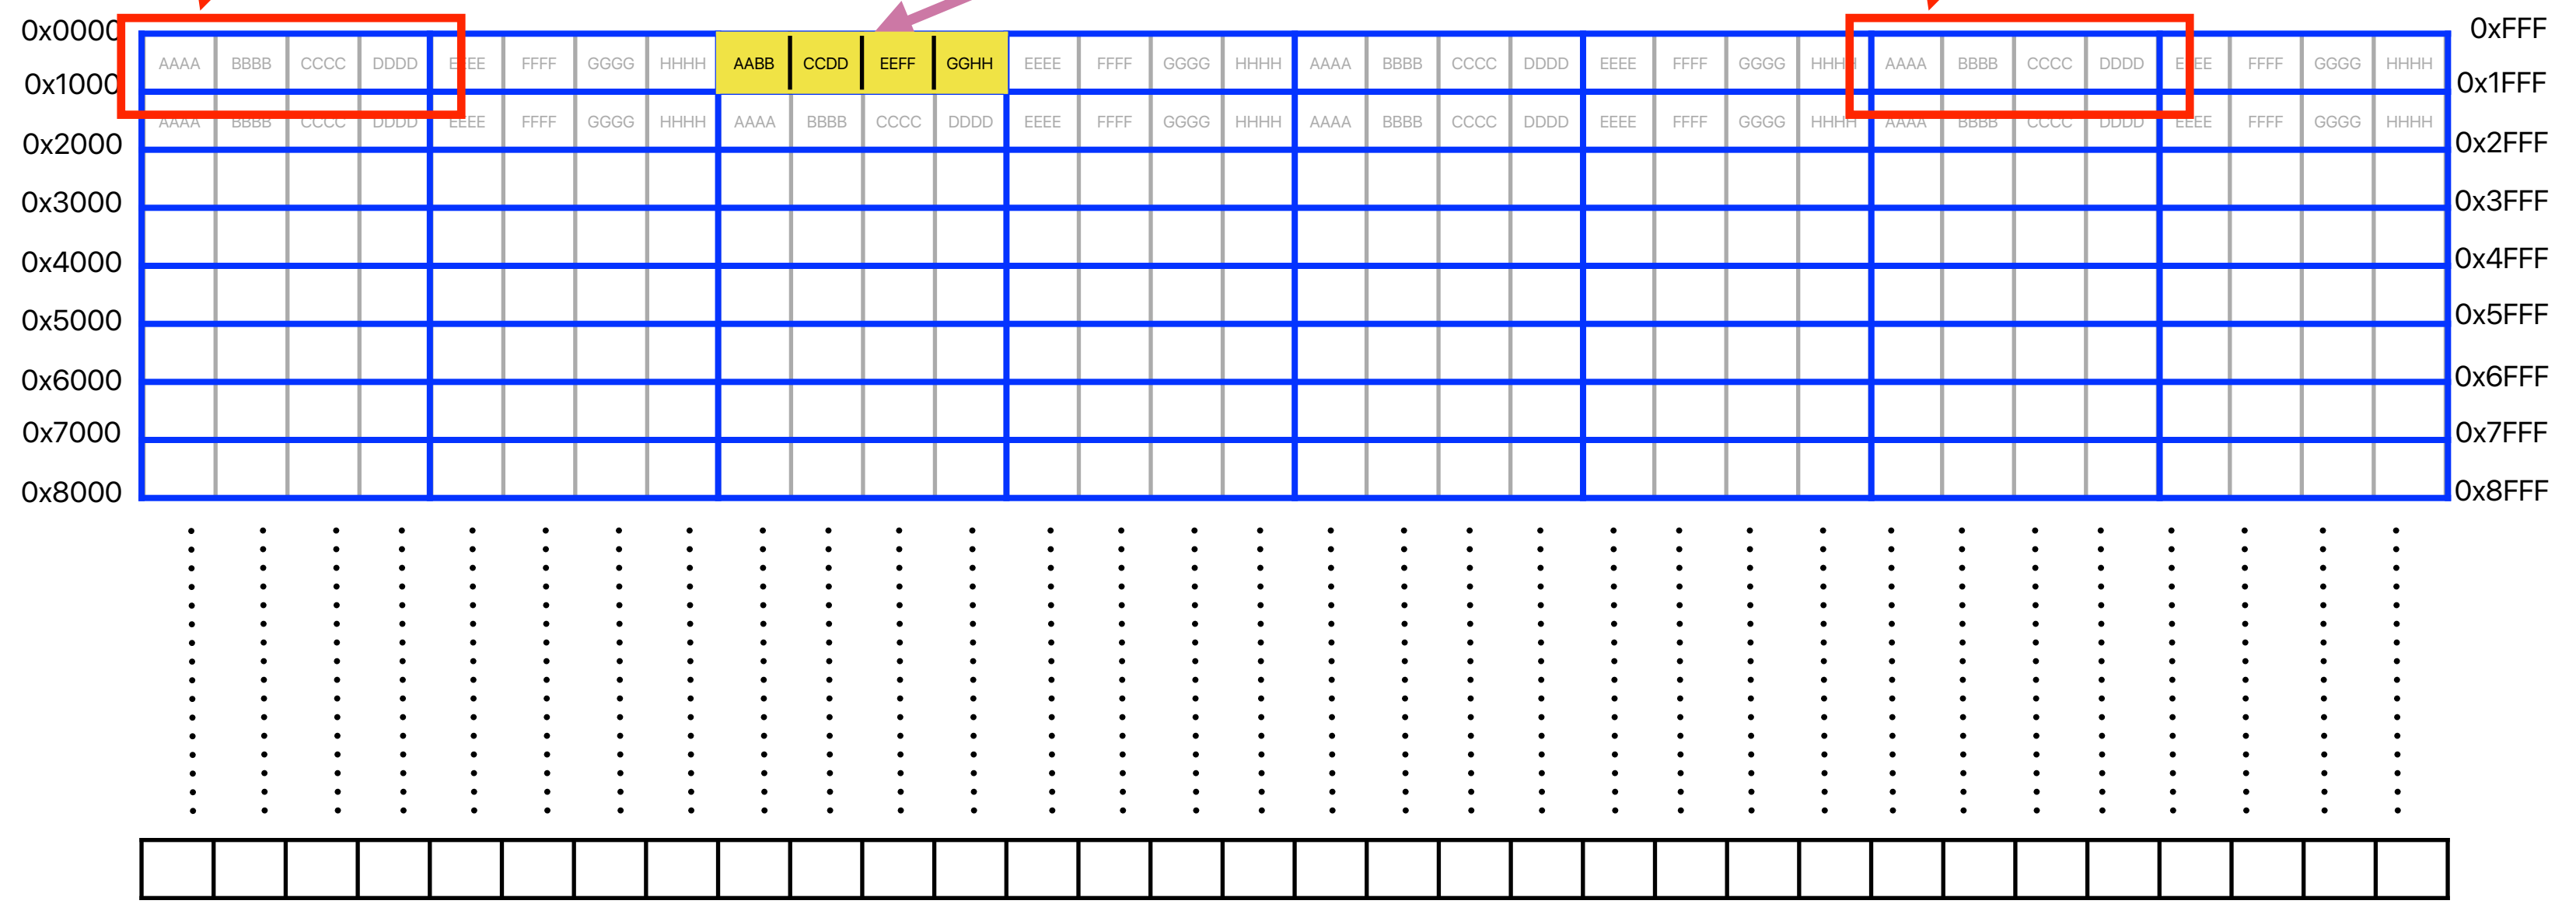 0x0000 0xFFF
AAAA BBBB CCCC DDDD EEEE FFFF GGGG HHHH AABB CCDD EEFF GGHH EEEE FFFF GGGG HHHH AAAA BBBB CCCC DDDD EEEE FFFF GGGG HHHH AAAA BBBB CCCC DDDD EEEE FFFF GGGG HHHH
0x1000 0x1FFF
AAAA BBBB CCCC DDDD EEEE FFFF GGGG HHHH AAAA BBBB CCCC DDDD EEEE FFFF GGGG HHHH AAAA BBBB CCCC DDDD EEEE FFFF GGGG HHHH AAAA BBBB CCCC DDDD EEEE FFFF GGGG HHHH
0x2000 0x2FFF
0x3000 0x3FFF
0x4000 0x4FFF
0x5000 0x5FFF
0x6000 0x6FFF
0x7000 0x7FFF
0x8000 0x8FFF